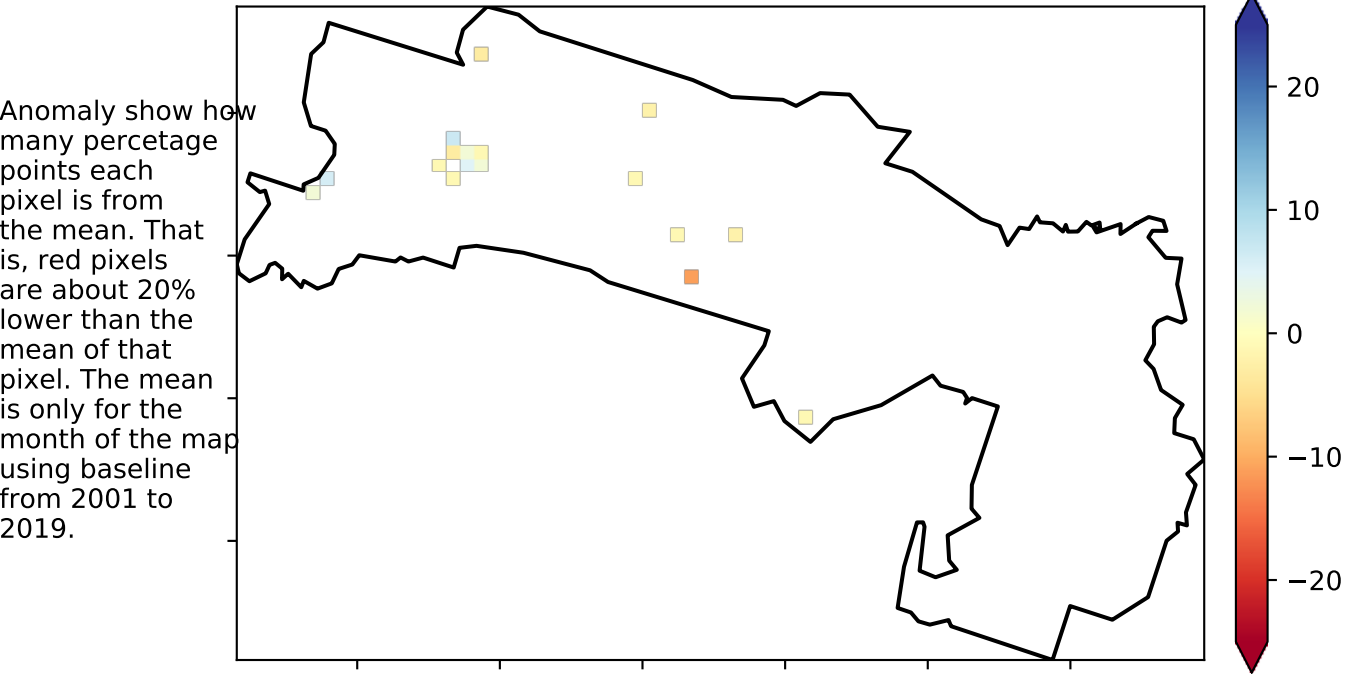 Anomaly show how
many percetage
points each
pixel is from
the mean. That
is, red pixels
are about 20%
lower than the
mean of that
pixel. The mean
is only for the
month of the map
using baseline
from 2001 to
2019.
20
10
0
−10
−20